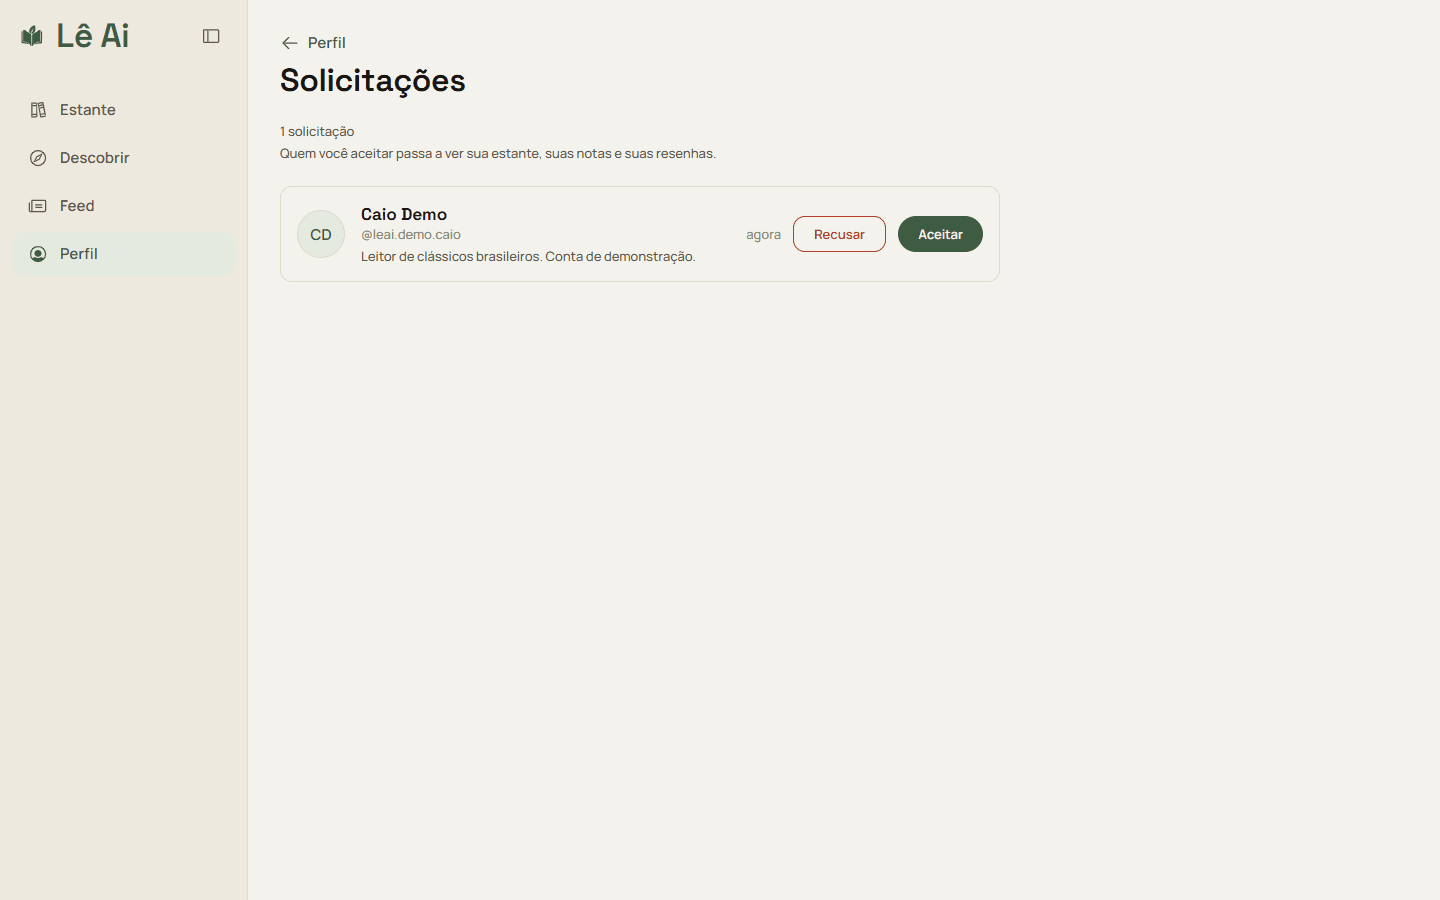 Lê Ai
Estante
Descobrir
Feed
Perfil
Perfil
Solicitações
1 solicitação
Quem você aceitar passa a ver sua estante, suas notas e suas resenhas.
CD
Caio Demo
@leai.demo.caio
Leitor de clássicos brasileiros. Conta de demonstração.
agora
Recusar
Aceitar